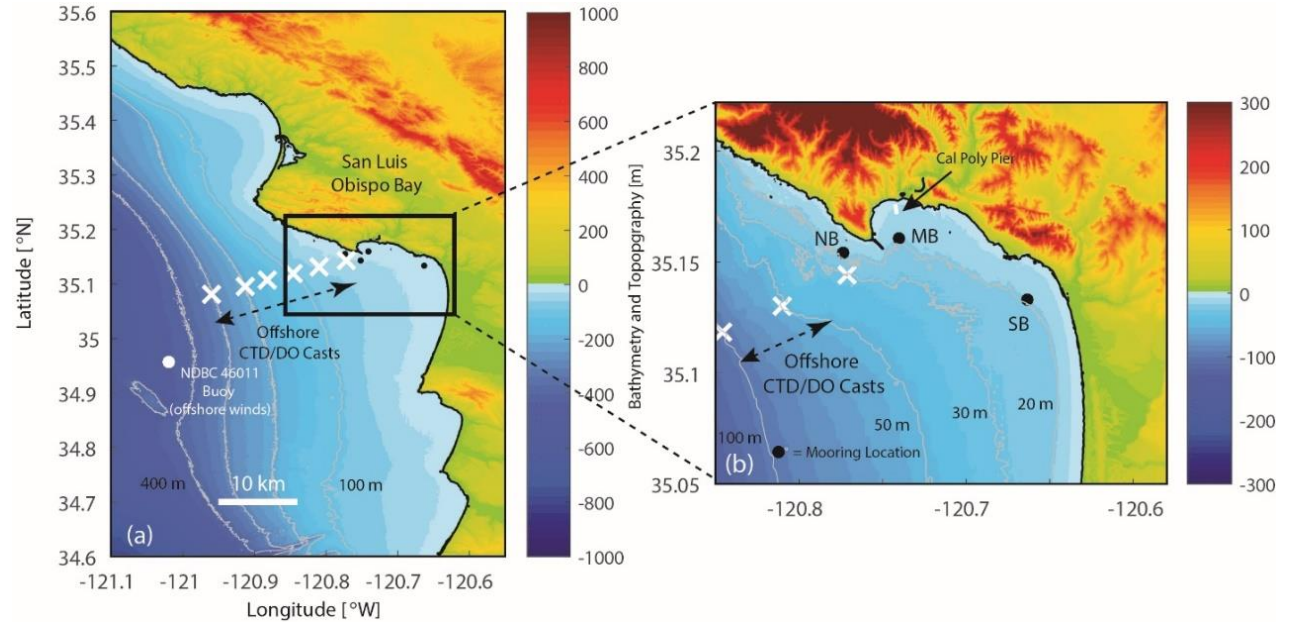 35.6
35.5
35.4
35.3
35.2
35.1
35
34.9
34.8
34.7
34.6
Latitude [°N]
-121.1
-121
-120.9
-120.8
-120.7
-120.6
Longitude [°W]
San Luis
Obispo Bay
Offshore
CTD/DO Casts
NDBC 46011
Buoy
(offshore winds)
400 m
10 km
100 m
(a)
1000
800
600
400
200
0
-200
-400
-600
-800
-1000
Bathymetry and Topopgraphy [m]
35.2
35.15
35.1
35.05
-120.8
-120.7
-120.6
Cal Poly Pier
NB
MB
SB
Offshore
CTD/DO Casts
20 m
30 m
50 m
100 m
= Mooring Location
(b)
300
200
100
0
-100
-200
-300